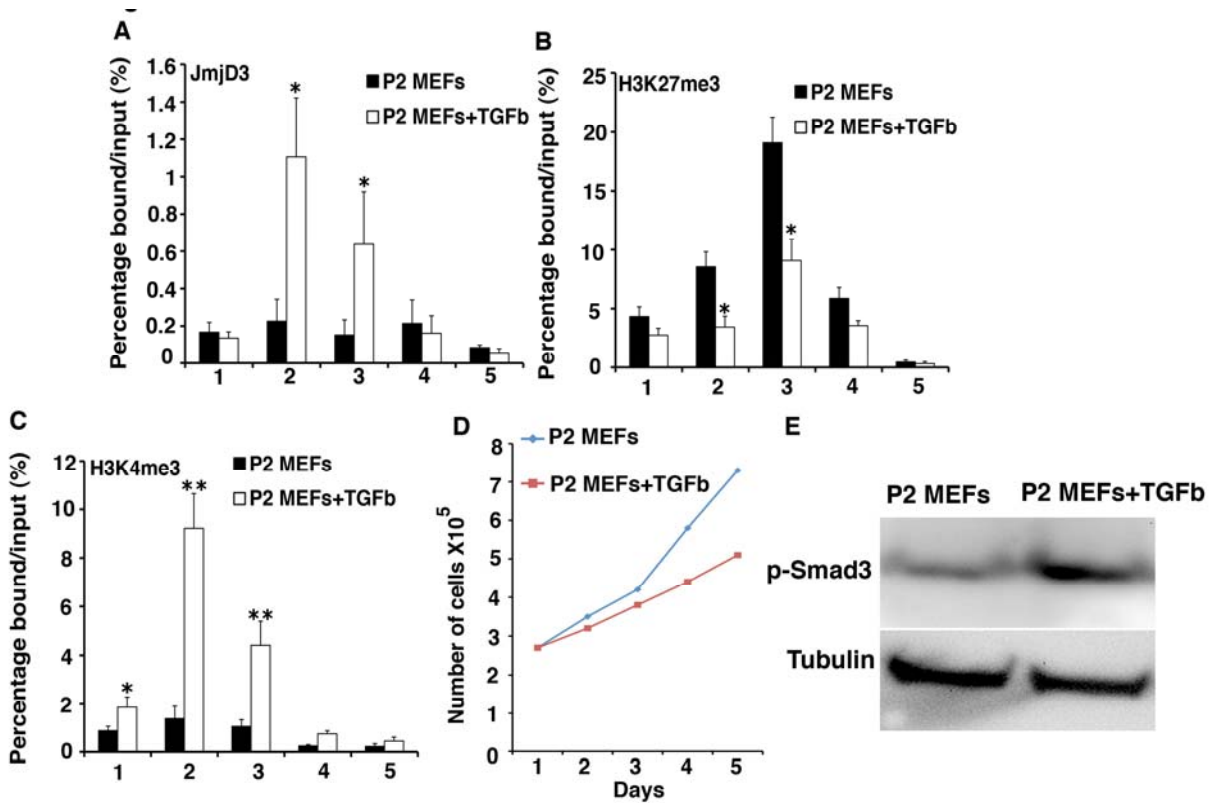 A
JmjD3
P2 MEFs
P2 MEFs+TGFb
Percentage bound/input (%)
1.6
1.4
1.2
1
0.8
0.6
0.4
0.2
0
*
*
1 2 3 4 5
B
H3K27me3
P2 MEFs
P2 MEFs+TGFb
Percentage bound/input (%)
25
20
15
10
5
0
*
*
1 2 3 4 5
C
H3K4me3
P2 MEFs
P2 MEFs+TGFb
Percentage bound/input (%)
12
10
8
6
4
2
0
*
**
**
1 2 3 4 5
D
P2 MEFs
P2 MEFs+TGFb
Number of cells X10^5
8
7
6
5
4
3
2
1
0
1 2 3 4 5
Days
E
P2 MEFs P2 MEFs+TGFb
p-Smad3
Tubulin